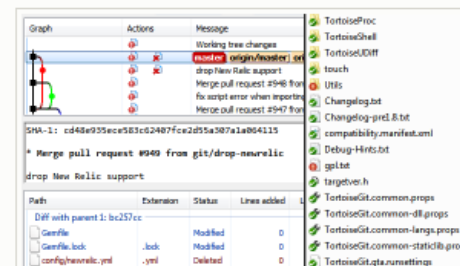 Graph Actions Message
Working tree changes
master origin/master
drop New Relic support
Merge pull request #948 from
fix script error when importing
Merge pull request #947 from
SHA-1: cd48e935ece583c62407fce2d55a307a1a064115
* Merge pull request #949 from git/drop-newrelic
drop New Relic support
Path Extension Status Lines added L
Diff with parent 1: bc257cc
Gemfile Modified 0
Gemfile.lock .lock Modified 0
config/newrelic.yml .yml Deleted 0
TortoiseProc
TortoiseShell
TortoiseUDiff
touch
Utils
Changelog.txt
Changelog-pre1.8.txt
compatibility.manifest.xml
Debug-Hints.txt
gpl.txt
targetver.h
TortoiseGit.common.props
TortoiseGit.common-dll.props
TortoiseGit.common-langs.props
TortoiseGit.common-staticlib.pro
TortoiseGit.gta.runsettings